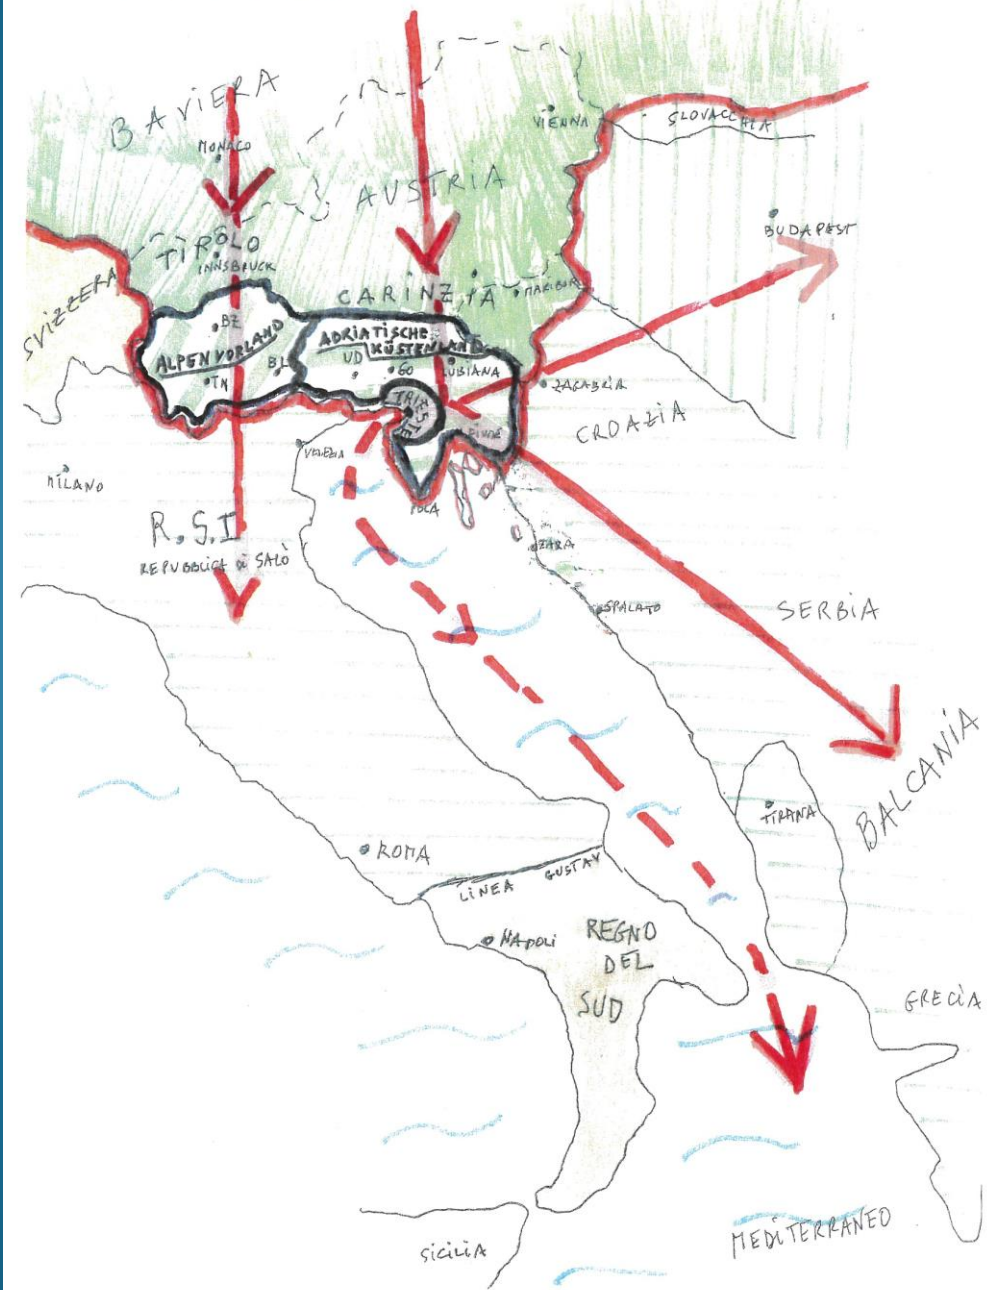 BAVIERA
MONACO
VIENNA
SLOVACCHIA
AUSTRIA
BUDAPEST
TIROLO
INNSBRUCK
SVIZZERA
CARINZIA
MARIBOR
BZ
ALPENVORLAND
ADRIATISCHE
KÜSTENLAND
UD
GO
LUBIANA
BL
TN
TRIESTE
FIUME
ZAGABRIA
CROAZIA
VENEZIA
MILANO
POLA
R.S.I
REPUBBLICA di SALÒ
ZARA
SPALATO
SERBIA
BALCANIA
TIRANA
ROMA
LINEA GUSTAV
NAPOLI
REGNO
DEL
SUD
GRECIA
MEDITERRANEO
SICILIA